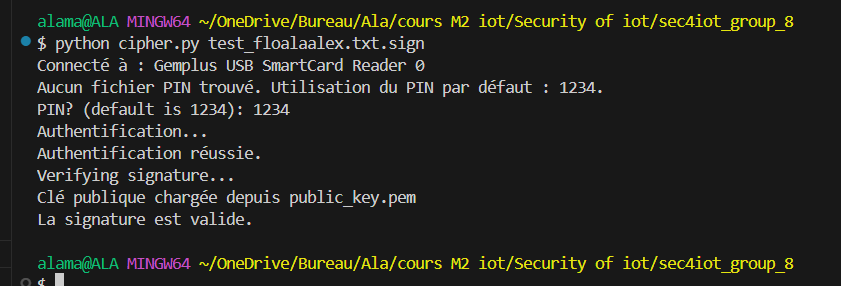 alama@ALA MINGW64 ~/OneDrive/Bureau/Ala/cours M2 iot/Security of iot/sec4iot_group_8
$ python cipher.py test_floalaalex.txt.sign
Connecté à : Gemplus USB SmartCard Reader 0
Aucun fichier PIN trouvé. Utilisation du PIN par défaut : 1234.
PIN? (default is 1234): 1234
Authentification...
Authentification réussie.
Verifying signature...
Clé publique chargée depuis public_key.pem
La signature est valide.
alama@ALA MINGW64 ~/OneDrive/Bureau/Ala/cours M2 iot/Security of iot/sec4iot_group_8
$